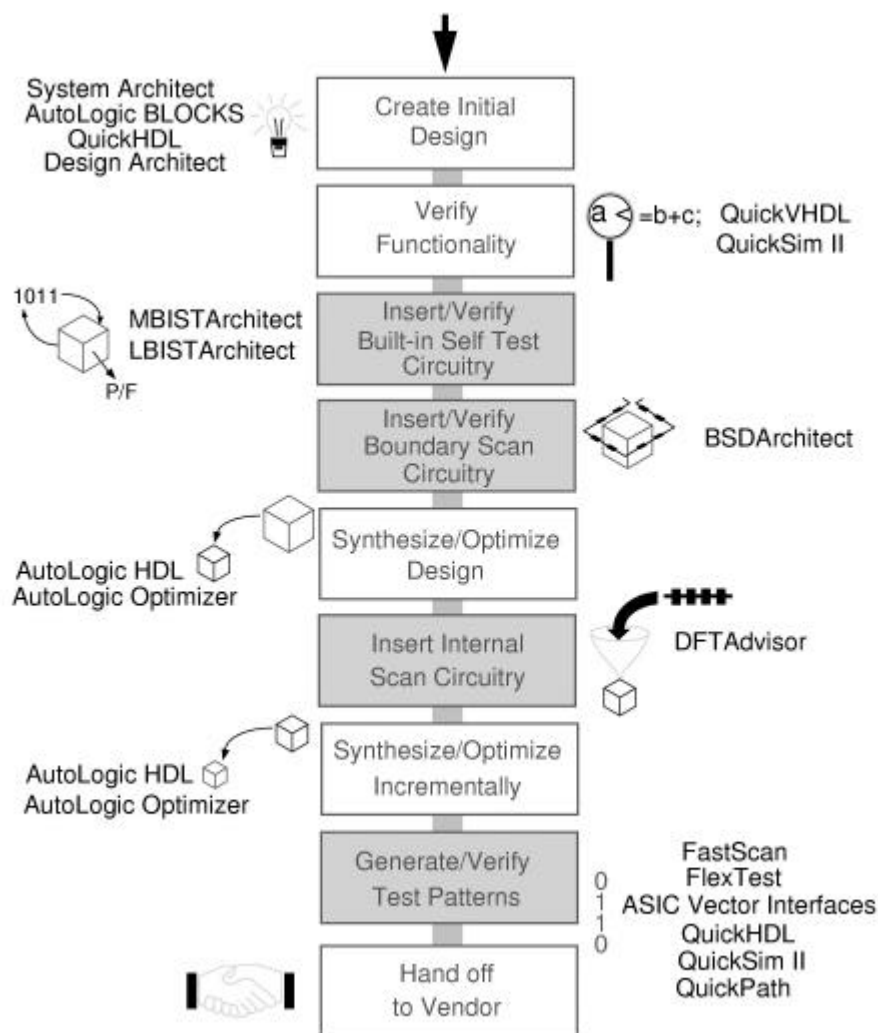 System Architect
AutoLogic BLOCKS
QuickHDL
Design Architect
Create Initial
Design
Verify
Functionality
a <=b+c;
QuickVHDL
QuickSim II
1011
P/F
MBISTArchitect
LBISTArchitect
Insert/Verify
Built-in Self Test
Circuitry
Insert/Verify
Boundary Scan
Circuitry
BSDArchitect
AutoLogic HDL
AutoLogic Optimizer
Synthesize/Optimize
Design
Insert Internal
Scan Circuitry
DFTAdvisor
AutoLogic HDL
AutoLogic Optimizer
Synthesize/Optimize
Incrementally
Generate/Verify
Test Patterns
0
1
1
0
FastScan
FlexTest
ASIC Vector Interfaces
QuickHDL
QuickSim II
QuickPath
Hand off
to Vendor